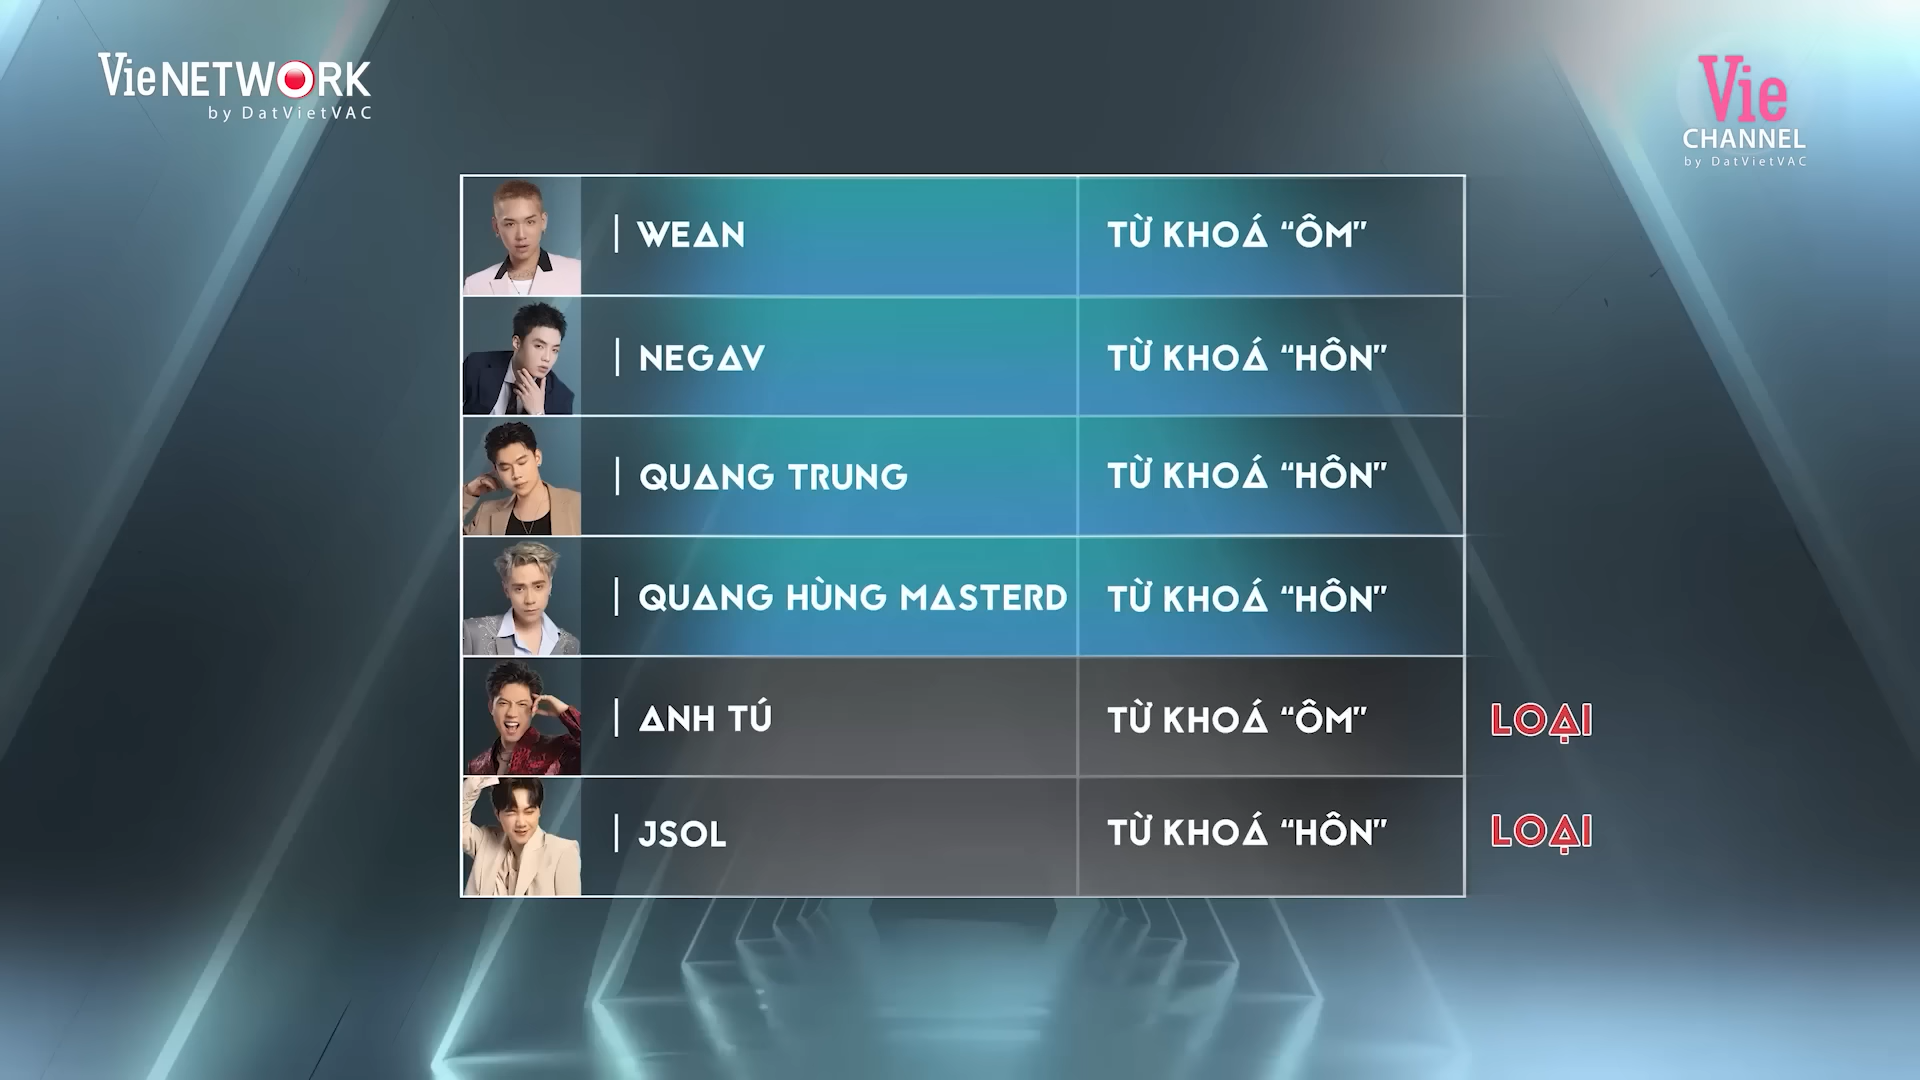 VieNETWORK
by DatVietVAC
Vie
CHANNEL
by DatVietVAC
| WEAN TỪ KHOÁ “ÔM”
| NEGAV TỪ KHOÁ “HÔN”
| QUANG TRUNG TỪ KHOÁ “HÔN”
| QUANG HÙNG MASTERD TỪ KHOÁ “HÔN”
| ANH TÚ TỪ KHOÁ “ÔM” LOẠI
| JSOL TỪ KHOÁ “HÔN” LOẠI